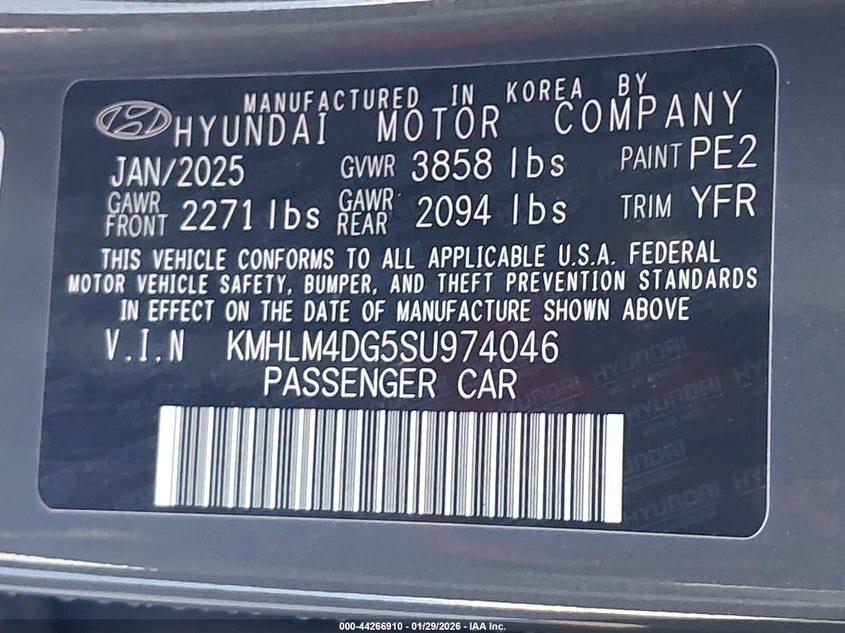 MANUFACTURED IN KOREA BY
HYUNDAI MOTOR COMPANY
JAN/2025 GVWR 3858 lbs PAINT PE2
GAWR FRONT 2271 lbs GAWR REAR 2094 lbs TRIM YFR
THIS VEHICLE CONFORMS TO ALL APPLICABLE U.S.A. FEDERAL
MOTOR VEHICLE SAFETY, BUMPER, AND THEFT PREVENTION STANDARDS
IN EFFECT ON THE DATE OF MANUFACTURE SHOWN ABOVE
V.I.N KMHLM4DG5SU974046
PASSENGER CAR
000-44266910 - 01/29/2026 - IAA Inc.